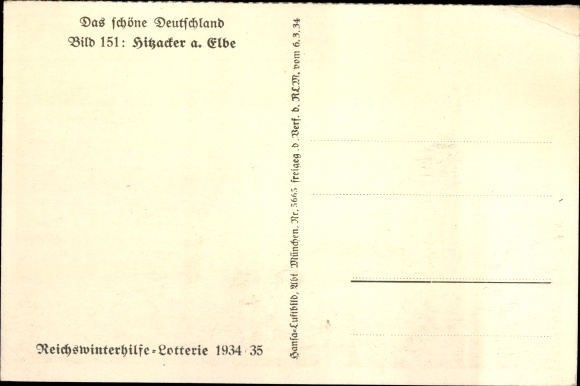 Das schöne Deutschland
Bild 151: Hitzacker a. Elbe
Hansa-Luftbild, Abt München. Nr. 5665 freigeg. d. Verf. d. RLM. vom 6.3.34
Reichswinterhilfe-Lotterie 1934/35